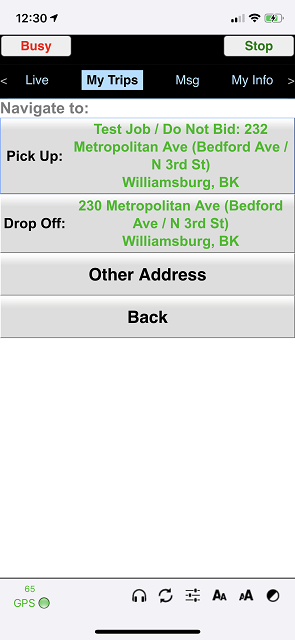 12:30
Busy
Stop
< Live My Trips Msg My Info >
Navigate to:
Test Job / Do Not Bid: 232
Pick Up: Metropolitan Ave (Bedford Ave /
N 3rd St)
Williamsburg, BK
230 Metropolitan Ave (Bedford
Drop Off: Ave / N 3rd St)
Williamsburg, BK
Other Address
Back
65
GPS
AA
AA